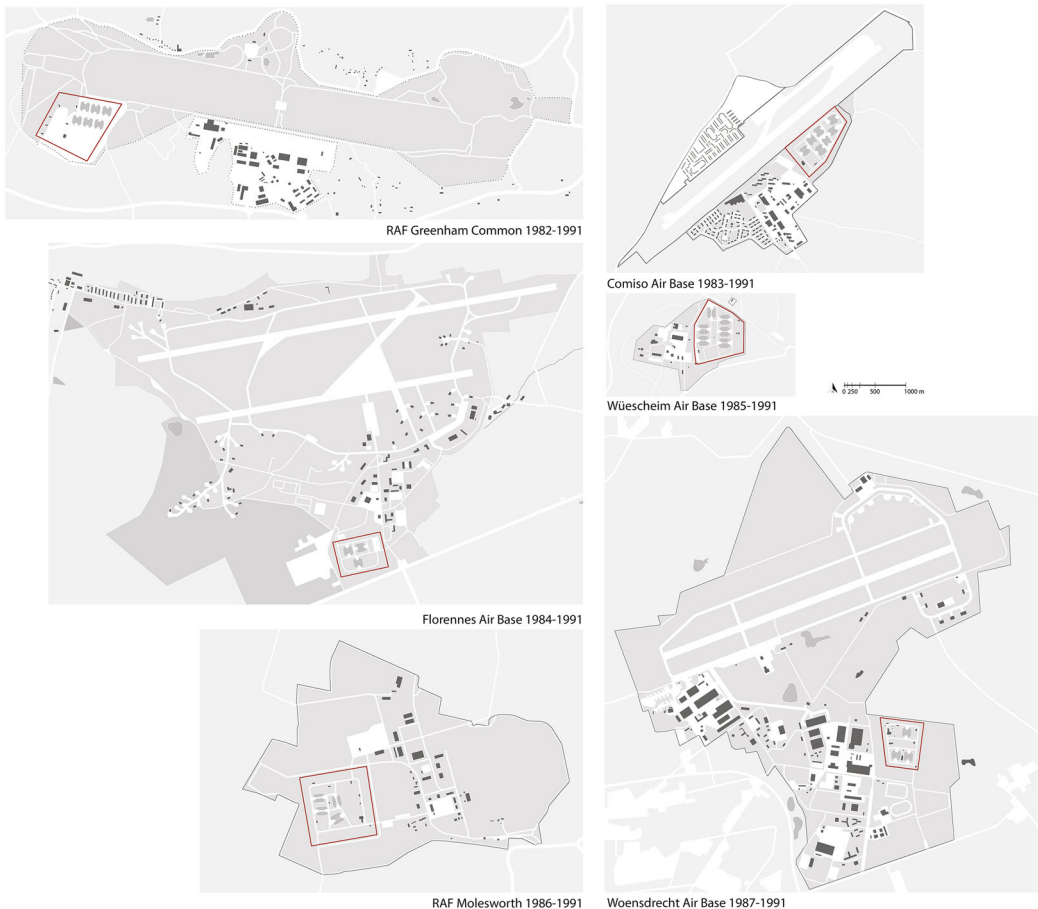 RAF Greenham Common 1982-1991
Comiso Air Base 1983-1991
Wüescheim Air Base 1985-1991
0 250 500 1000 m
Florennes Air Base 1984-1991
RAF Molesworth 1986-1991
Woensdrecht Air Base 1987-1991